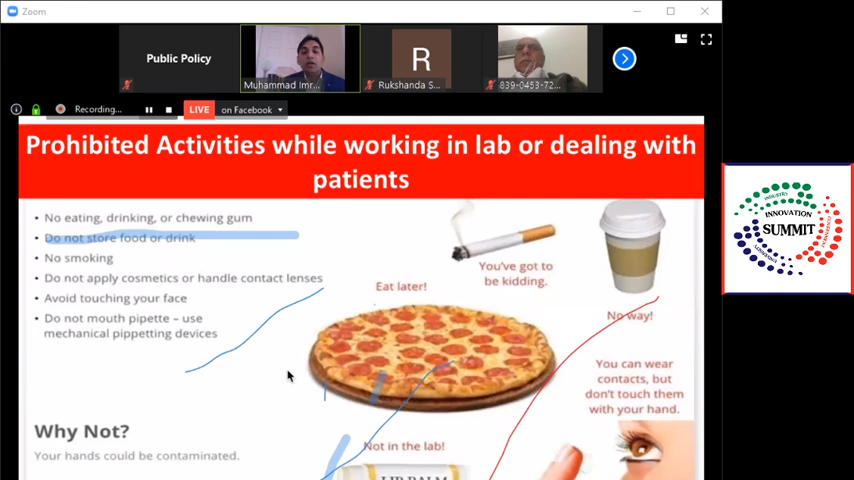 Zoom
Public Policy
Muhammad Imr...
R
Rukshanda S...
839-0453-72...
Recording...
LIVE
on Facebook
Prohibited Activities while working in lab or dealing with
patients
• No eating, drinking, or chewing gum
• Do not store food or drink
• No smoking
• Do not apply cosmetics or handle contact lenses
• Avoid touching your face
• Do not mouth pipette – use
mechanical pippetting devices
Why Not?
Your hands could be contaminated.
You've got to
be kidding.
Eat later!
No way!
You can wear
contacts, but
don't touch them
with your hand.
Not in the lab!
LIP BALM
INDUSTRY
INNOVATION
SUMMIT
GOVERNMENT
UNIVERSITY